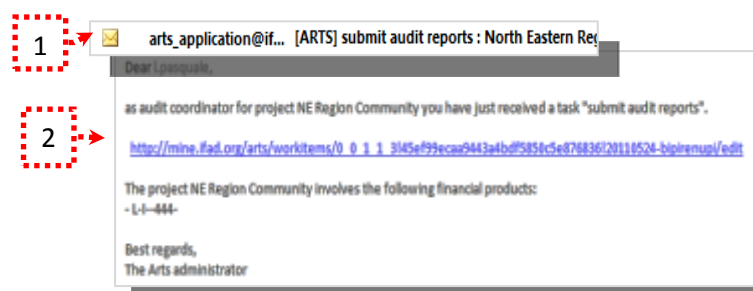 1
arts_application@if... [ARTS] submit audit reports : North Eastern Reg
Dear l.pasquale,
2
as audit coordinator for project NE Region Community you have just received a task "submit audit reports".
http://mine.ifad.org/arts/workitems/0_0_1_1_3l45ef99ecaa9443a4bdf5850c5e876836l20110524-bipirenupi/edit
The project NE Region Community involves the following financial products:
- L-I--444-
Best regards,
The Arts administrator